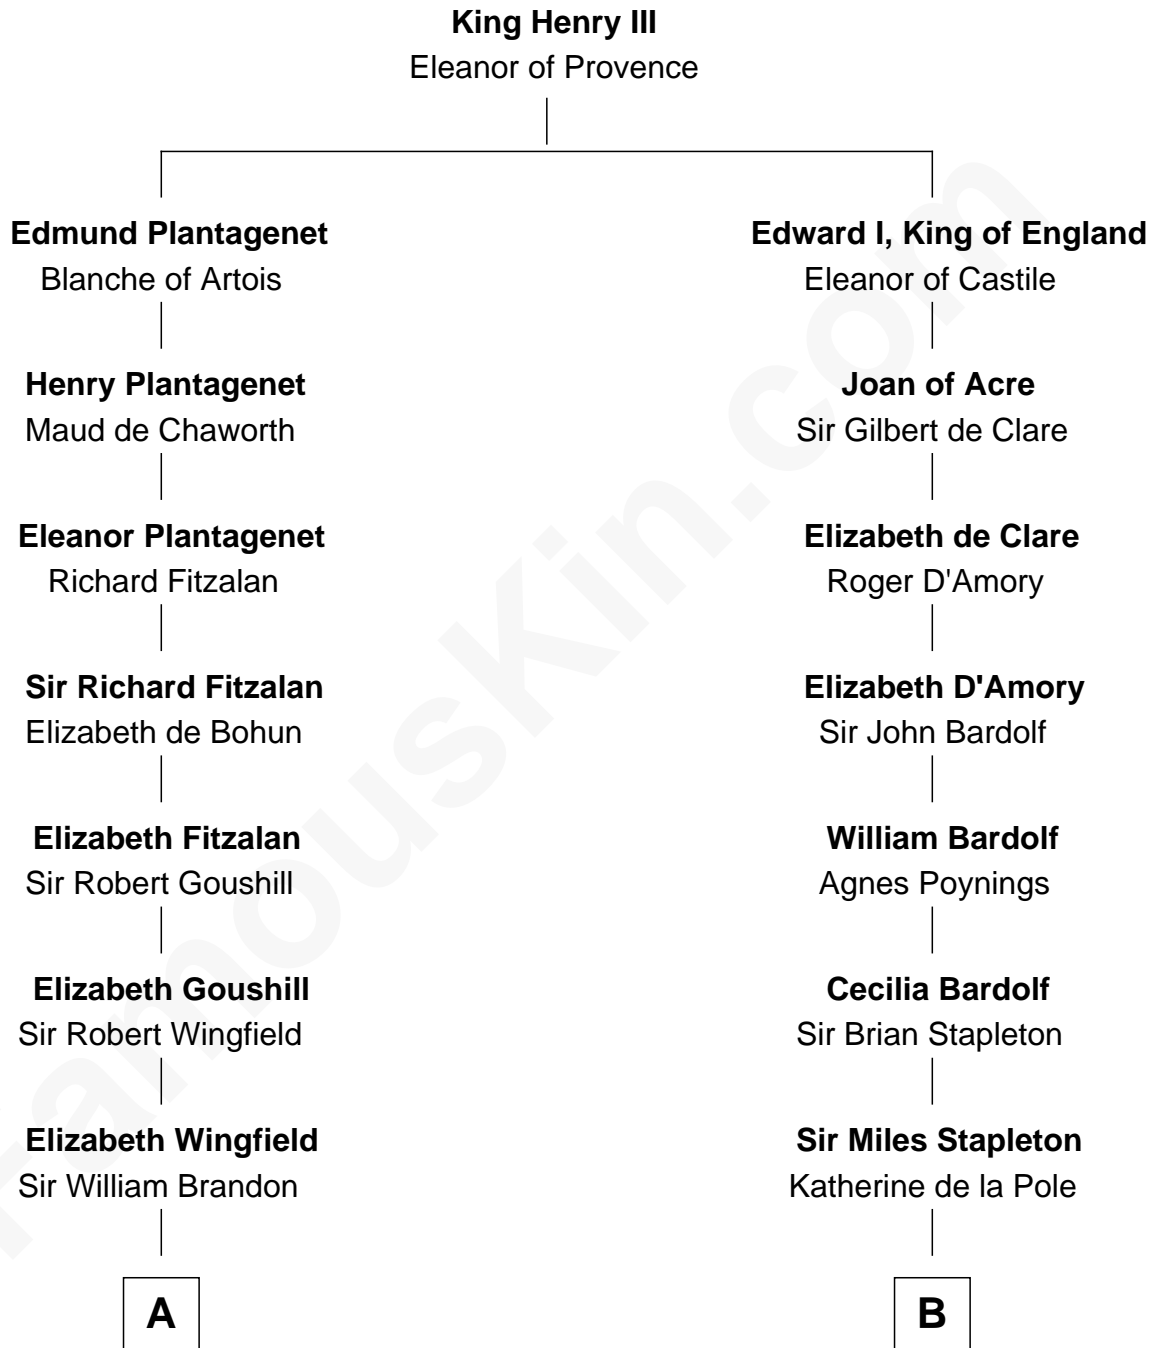 King Henry III
Eleanor of Provence
Edmund Plantagenet
Blanche of Artois
Henry Plantagenet
Maud de Chaworth
Eleanor Plantagenet
Richard Fitzalan
Sir Richard Fitzalan
Elizabeth de Bohun
Elizabeth Fitzalan
Sir Robert Goushill
Elizabeth Goushill
Sir Robert Wingfield
Elizabeth Wingfield
Sir William Brandon
A
Edward I, King of England
Eleanor of Castile
Joan of Acre
Sir Gilbert de Clare
Elizabeth de Clare
Roger D'Amory
Elizabeth D'Amory
Sir John Bardolf
William Bardolf
Agnes Poynings
Cecilia Bardolf
Sir Brian Stapleton
Sir Miles Stapleton
Katherine de la Pole
B
FamousKin.com